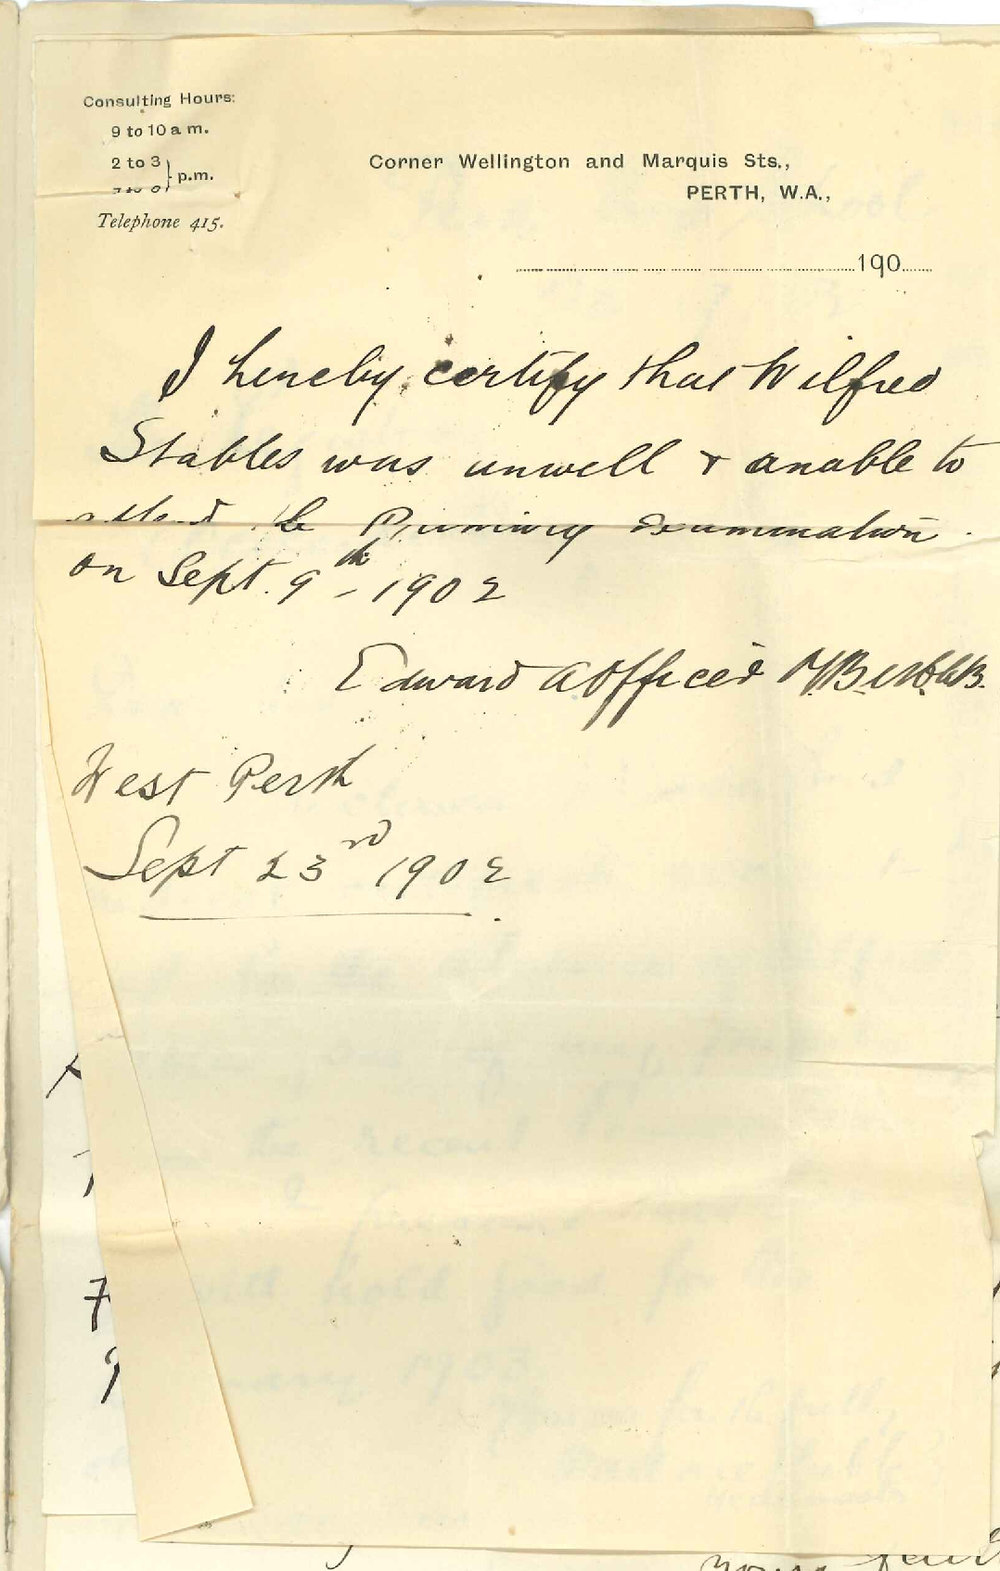 Consulting Hours:
9 to 10 a m.
2 to 3
p.m.
Telephone 415.
Corner Wellington and Marquis Sts.,
PERTH, W.A.,
190
I hereby certify that Wilfred
Stables was unwell & unable to
attend the Primary Examination
on Sept. 9th - 1902
Edward A Officer
West Perth
Sept 23rd 1902